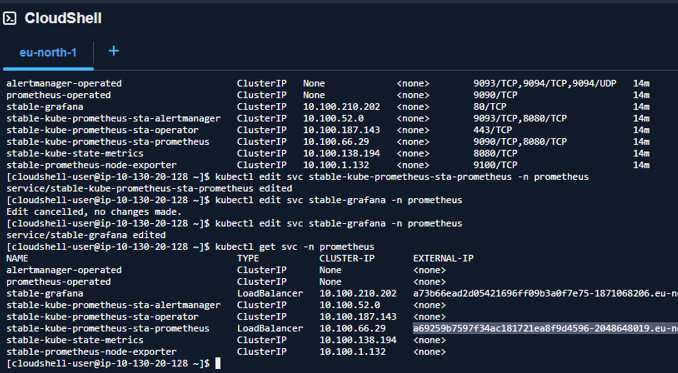 CloudShell
eu-north-1 +
alertmanager-operated ClusterIP None <none> 9093/TCP,9094/TCP,9094/UDP 14m
prometheus-operated ClusterIP None <none> 9090/TCP 14m
stable-grafana ClusterIP 10.100.210.202 <none> 80/TCP 14m
stable-kube-prometheus-sta-alertmanager ClusterIP 10.100.52.0 <none> 9093/TCP,8080/TCP 14m
stable-kube-prometheus-sta-operator ClusterIP 10.100.187.143 <none> 443/TCP 14m
stable-kube-prometheus-sta-prometheus ClusterIP 10.100.66.29 <none> 9090/TCP,8080/TCP 14m
stable-kube-state-metrics ClusterIP 10.100.138.194 <none> 8080/TCP 14m
stable-prometheus-node-exporter ClusterIP 10.100.1.132 <none> 9100/TCP 14m
[cloudshell-user@ip-10-130-20-128 ~]$ kubectl edit svc stable-kube-prometheus-sta-prometheus -n prometheus
service/stable-kube-prometheus-sta-prometheus edited
[cloudshell-user@ip-10-130-20-128 ~]$ kubectl edit svc stable-grafana -n prometheus
Edit cancelled, no changes made.
[cloudshell-user@ip-10-130-20-128 ~]$ kubectl edit svc stable-grafana -n prometheus
service/stable-grafana edited
[cloudshell-user@ip-10-130-20-128 ~]$ kubectl get svc -n prometheus
NAME TYPE CLUSTER-IP EXTERNAL-IP
alertmanager-operated ClusterIP None <none>
prometheus-operated ClusterIP None <none>
stable-grafana LoadBalancer 10.100.210.202 a73b66ead2d05421696ff09b3a0f7e75-1871068206.eu-no
stable-kube-prometheus-sta-alertmanager ClusterIP 10.100.52.0 <none>
stable-kube-prometheus-sta-operator ClusterIP 10.100.187.143 <none>
stable-kube-prometheus-sta-prometheus LoadBalancer 10.100.66.29 a69259b7597f34ac181721ea8f9d4596-2048648019.eu-no
stable-kube-state-metrics ClusterIP 10.100.138.194 <none>
stable-prometheus-node-exporter ClusterIP 10.100.1.132 <none>
[cloudshell-user@ip-10-130-20-128 ~]$